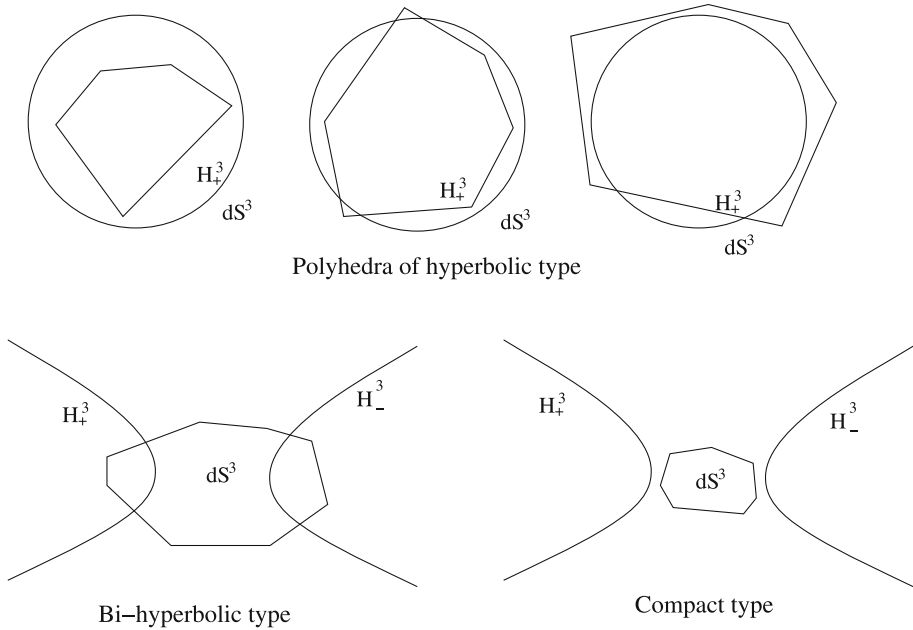 H³₊
dS³
H³₊
dS³
H³₊
dS³
Polyhedra of hyperbolic type
H³₊
dS³
H³₋
H³₊
dS³
H³₋
Bi−hyperbolic type
Compact type